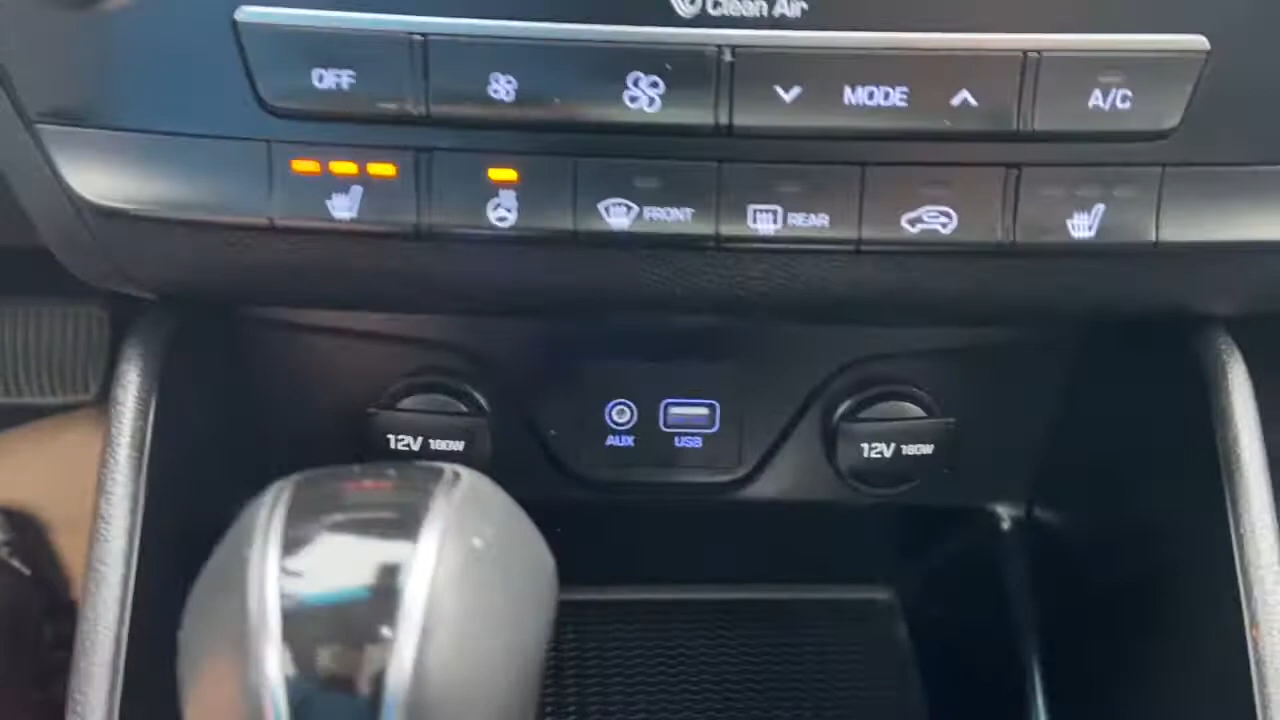 Clean Air
OFF
MODE
A/C
FRONT
REAR
AUX
USB
12V 180W
12V 180W